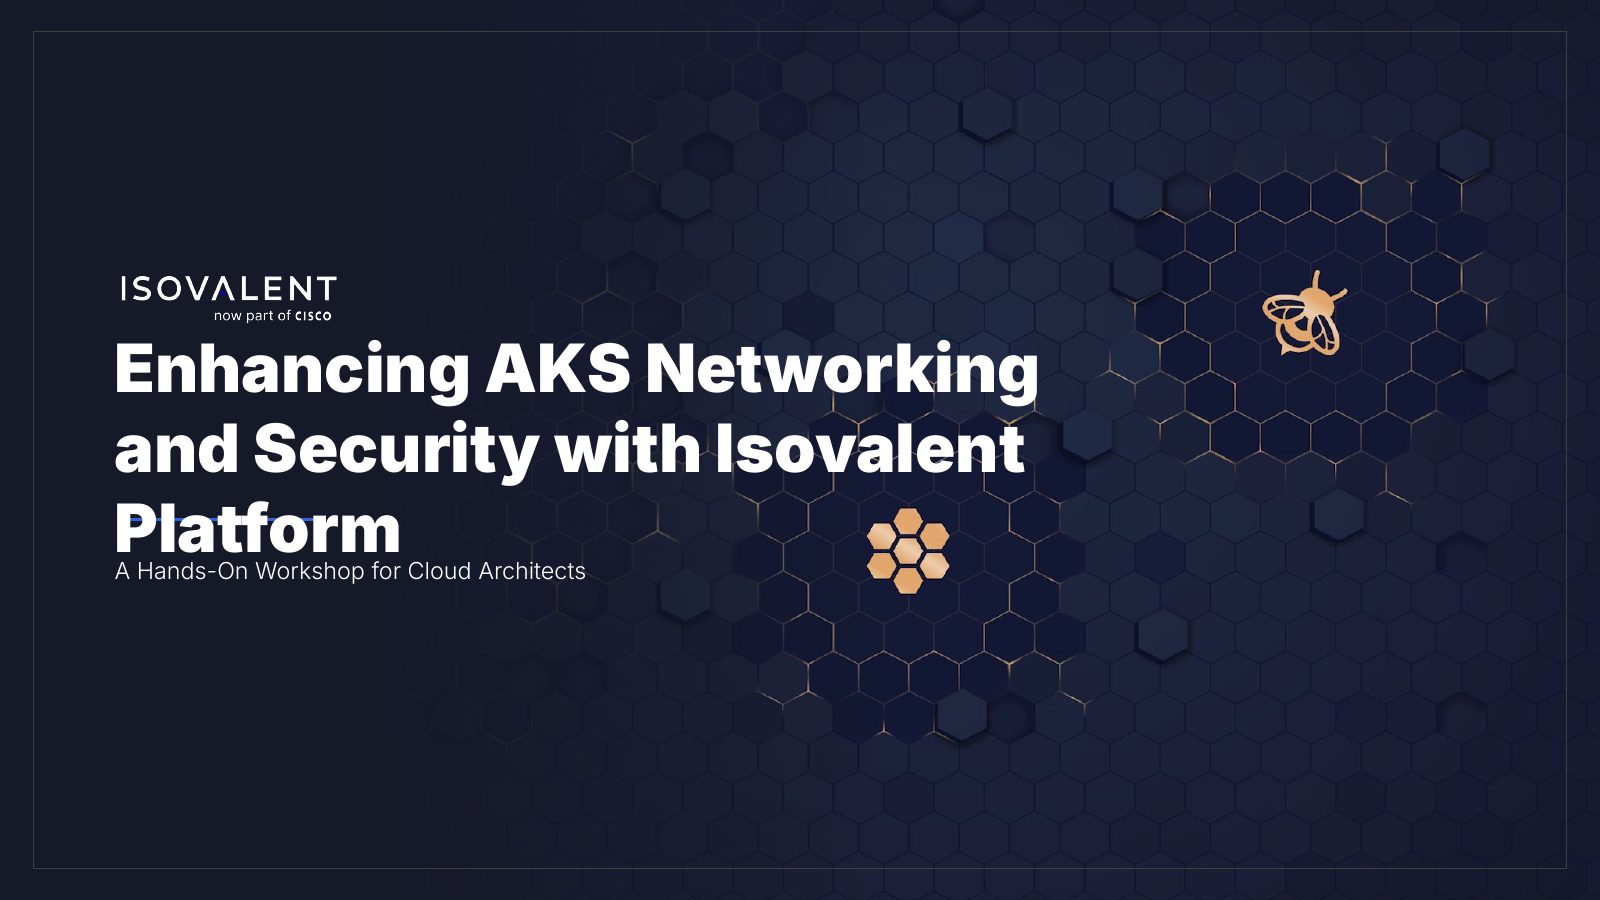 ISOVALENT
now part of CISCO
Enhancing AKS Networking
and Security with Isovalent
Platform
A Hands-On Workshop for Cloud Architects